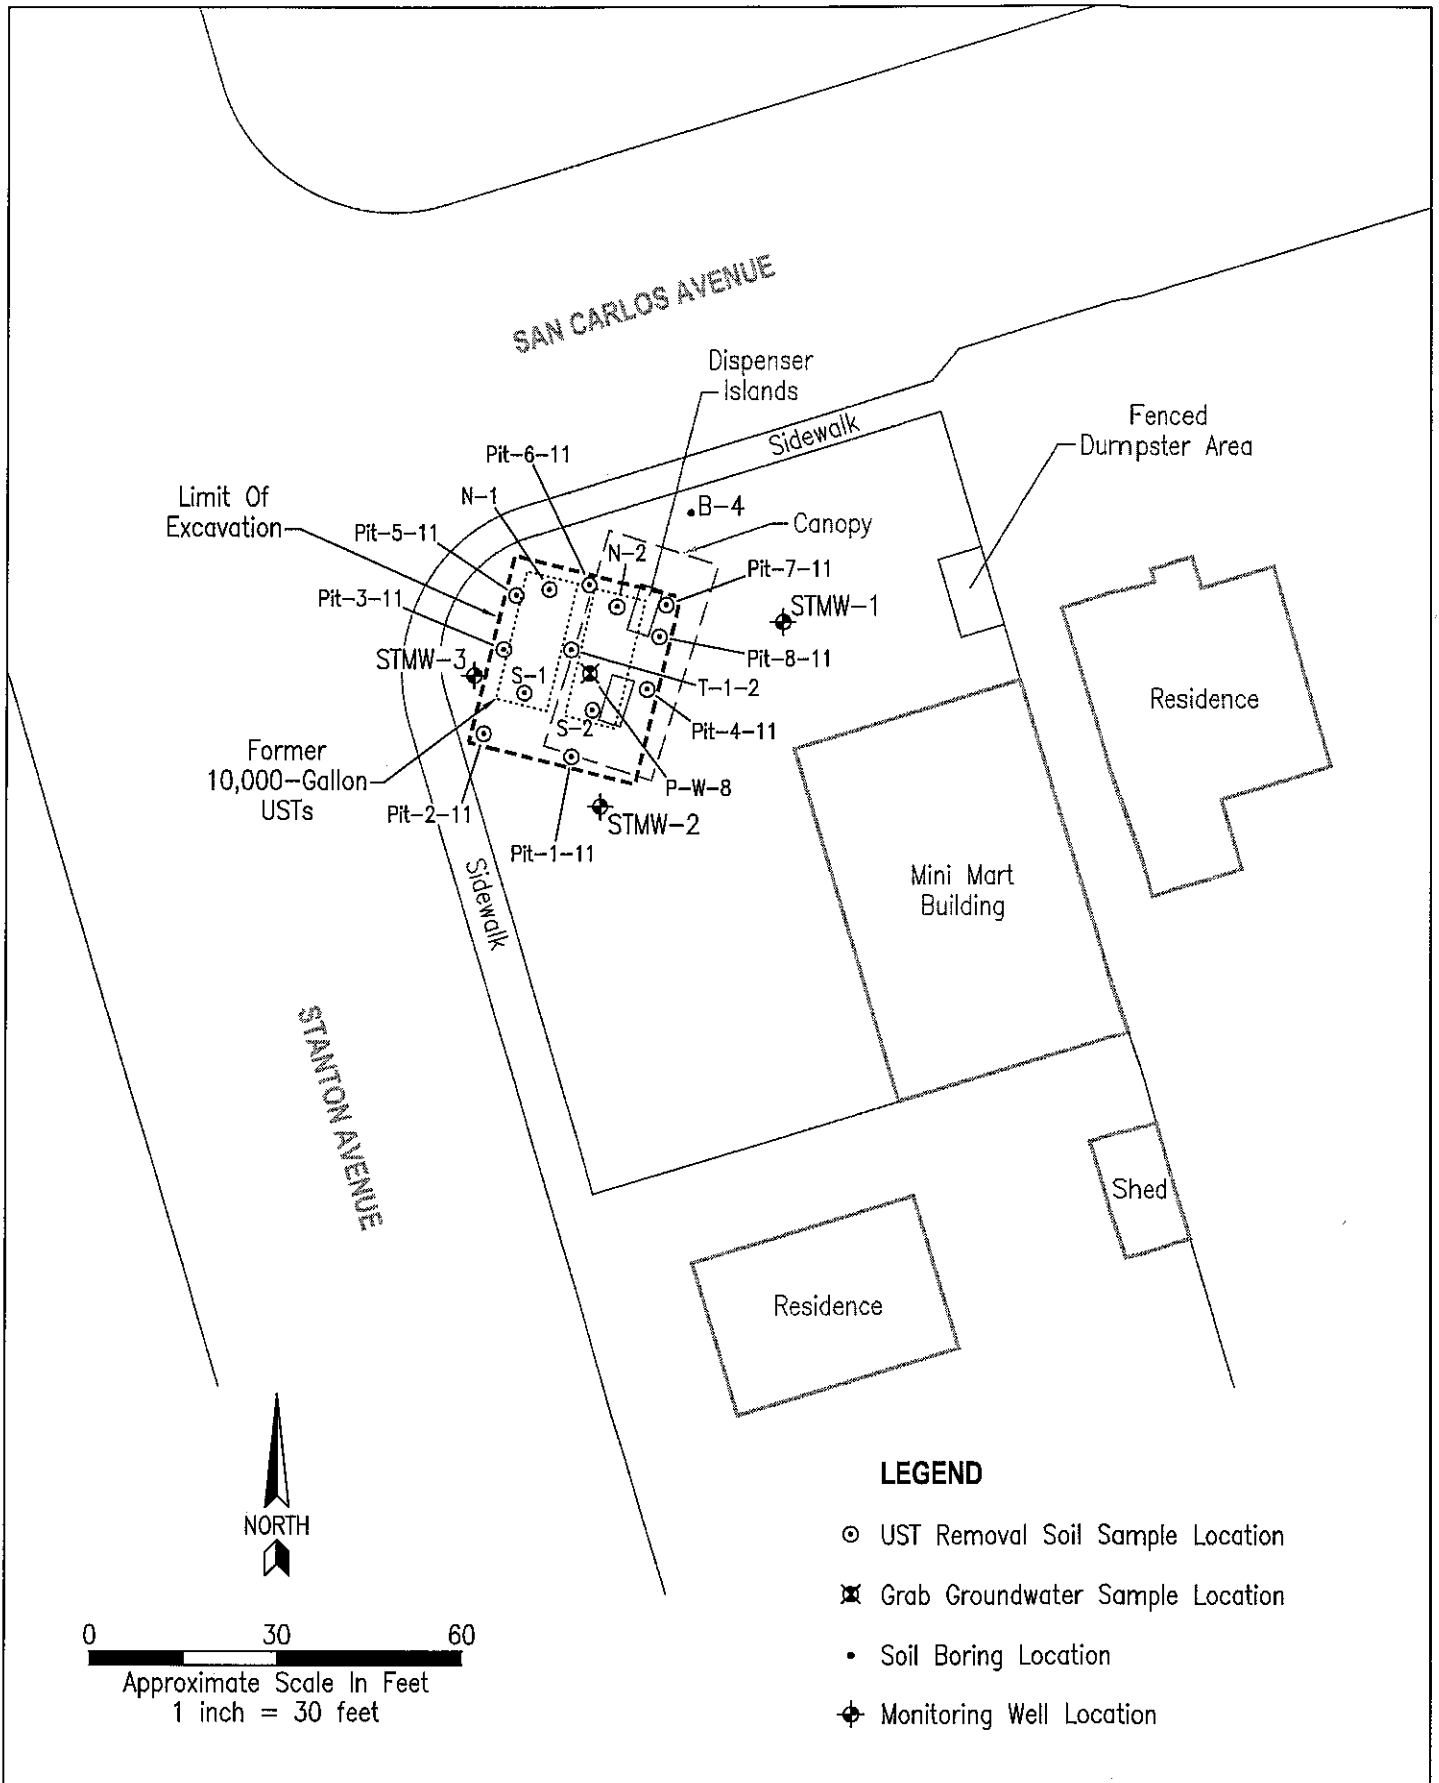 SAN CARLOS AVENUE
Dispenser
Islands
Sidewalk
Fenced
Dumpster Area
Pit-6-11
N-1
Limit Of
Excavation
Pit-5-11
B-4
Canopy
N-2
Pit-7-11
Pit-3-11
STMW-1
STMW-3
Pit-8-11
S-1
T-1-2
Residence
S-2
Pit-4-11
Former
10,000-Gallon
USTs
P-W-8
Pit-2-11
STMW-2
Pit-1-11
Sidewalk
Mini Mart
Building
STANTON AVENUE
Shed
Residence
NORTH
0 30 60
Approximate Scale In Feet
1 inch = 30 feet
LEGEND
UST Removal Soil Sample Location
Grab Groundwater Sample Location
Soil Boring Location
Monitoring Well Location